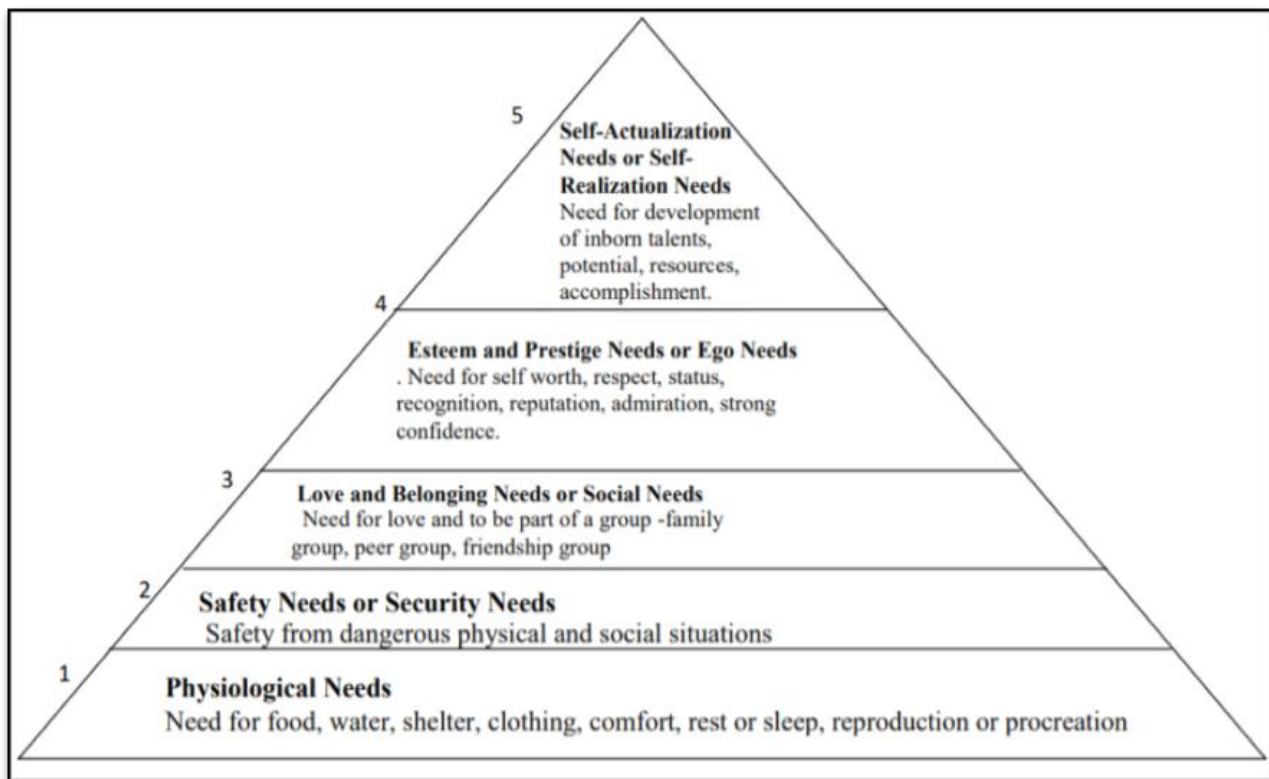 5
Self-Actualization
Needs or Self-
Realization Needs
Need for development
of inborn talents,
potential, resources,
accomplishment.
4
Esteem and Prestige Needs or Ego Needs
. Need for self worth, respect, status,
recognition, reputation, admiration, strong
confidence.
3
Love and Belonging Needs or Social Needs
Need for love and to be part of a group -family
group, peer group, friendship group
2
Safety Needs or Security Needs
Safety from dangerous physical and social situations
1
Physiological Needs
Need for food, water, shelter, clothing, comfort, rest or sleep, reproduction or procreation